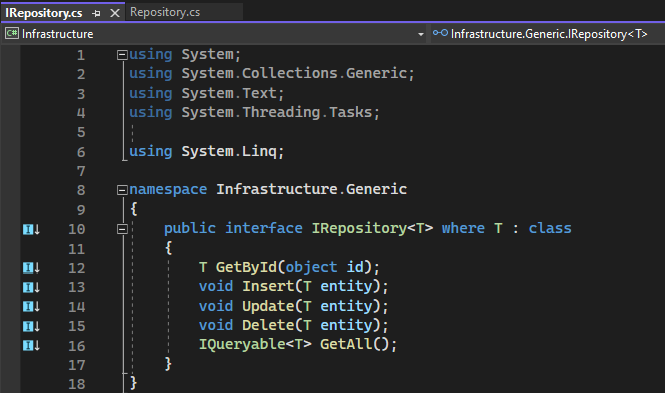 IRepository.cs
Repository.cs
C# Infrastructure
Infrastructure.Generic.IRepository<T>
1 using System;
2 using System.Collections.Generic;
3 using System.Text;
4 using System.Threading.Tasks;
5
6 using System.Linq;
7
8 namespace Infrastructure.Generic
9 {
10 public interface IRepository<T> where T : class
11 {
12 T GetById(object id);
13 void Insert(T entity);
14 void Update(T entity);
15 void Delete(T entity);
16 IQueryable<T> GetAll();
17 }
18 }